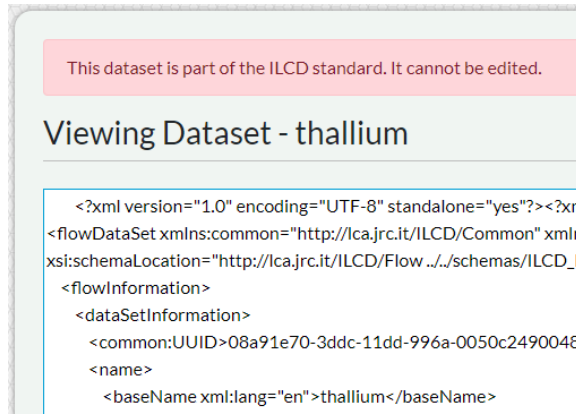 This dataset is part of the ILCD standard. It cannot be edited.
Viewing Dataset - thallium
<?xml version="1.0" encoding="UTF-8" standalone="yes"?><?xn
<flowDataSet xmlns:common="http://lca.jrc.it/ILCD/Common" xmln
xsi:schemaLocation="http://lca.jrc.it/ILCD/Flow ../../schemas/ILCD_
<flowInformation>
<dataSetInformation>
<common:UUID>08a91e70-3ddc-11dd-996a-0050c2490048
<name>
<baseName xml:lang="en">thallium</baseName>